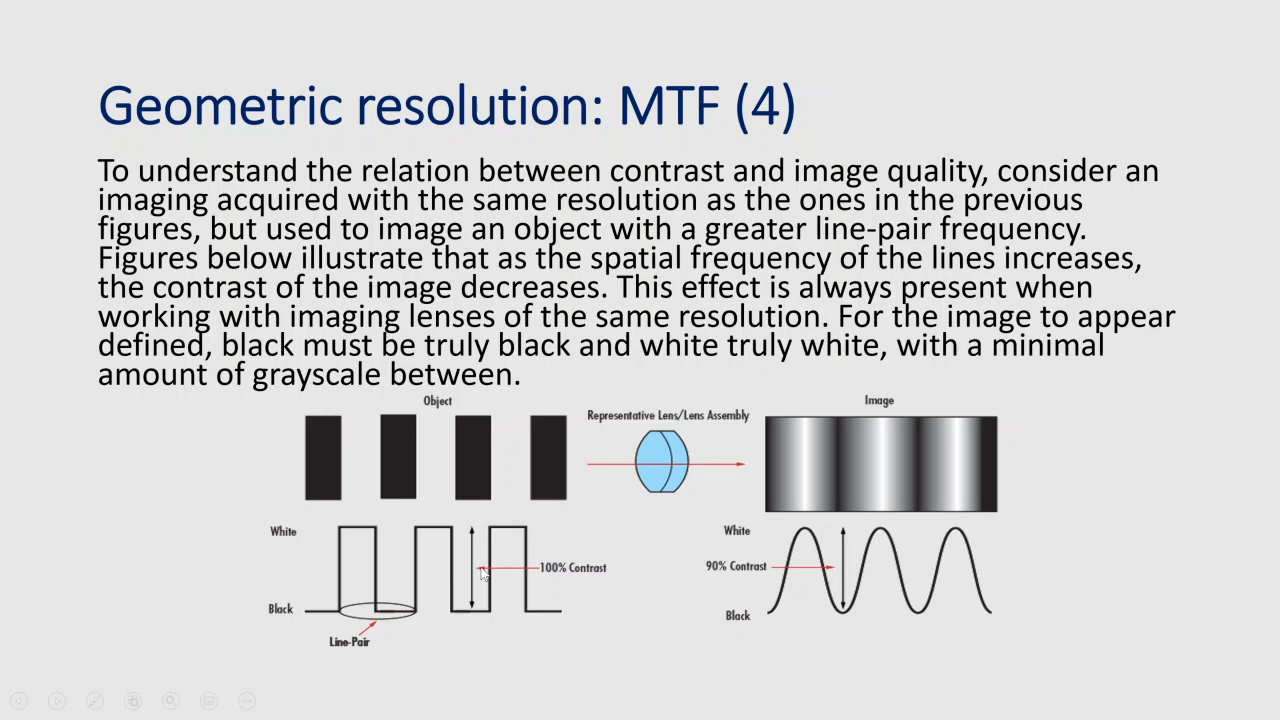 Geometric resolution: MTF (4)
To understand the relation between contrast and image quality, consider an
imaging acquired with the same resolution as the ones in the previous
figures, but used to image an object with a greater line-pair frequency.
Figures below illustrate that as the spatial frequency of the lines increases,
the contrast of the image decreases. This effect is always present when
working with imaging lenses of the same resolution. For the image to appear
defined, black must be truly black and white truly white, with a minimal
amount of grayscale between.
Object
Representative Lens/Lens Assembly
Image
White
100% Contrast
Black
Line-Pair
White
90% Contrast
Black